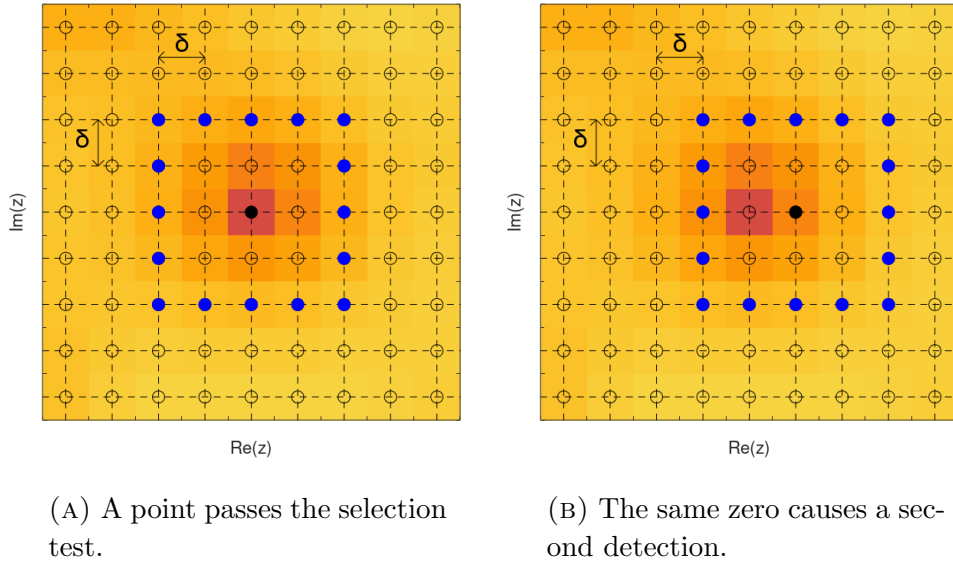 δ
δ
Im(z)
Re(z)
δ
δ
Im(z)
Re(z)
(A) A point passes the selection
test.
(B) The same zero causes a sec-
ond detection.